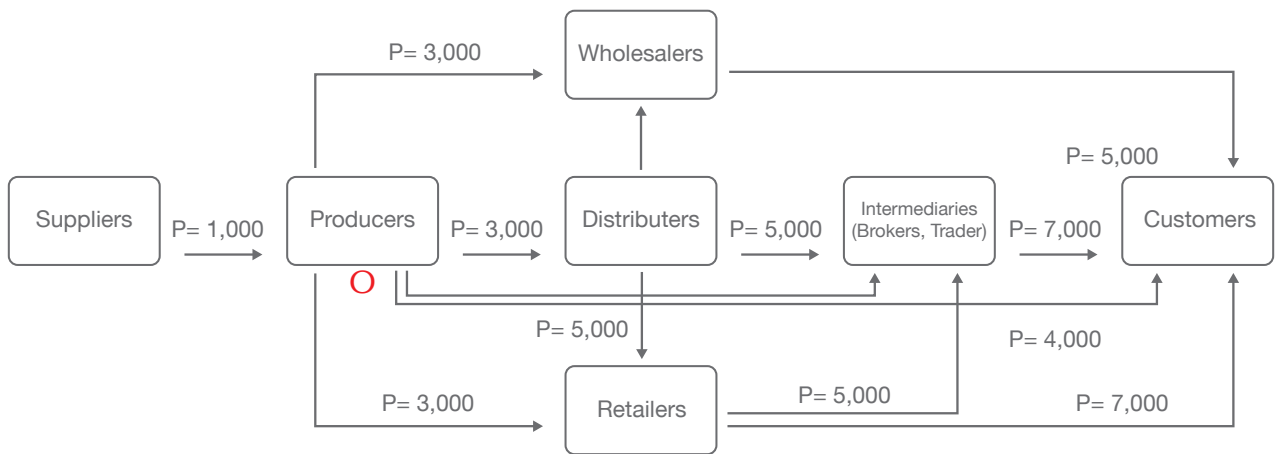 P= 3,000
Wholesalers
P= 5,000
Suppliers
P= 1,000
Producers
P= 3,000
Distributers
P= 5,000
Intermediaries
(Brokers, Trader)
P= 7,000
Customers
O
P= 5,000
P= 4,000
P= 3,000
Retailers
P= 5,000
P= 7,000